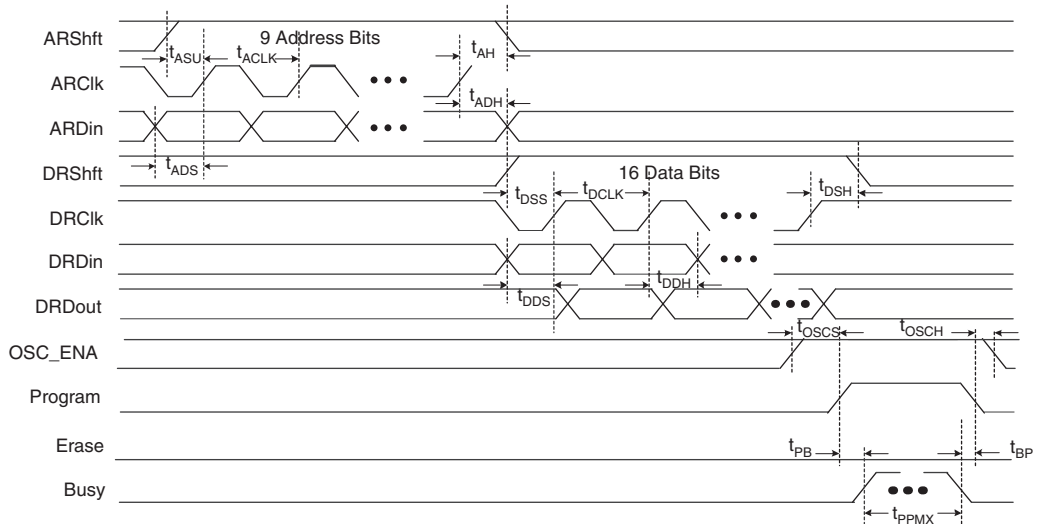 ARShft
9 Address Bits
tASU
tACLK
tAH
ARClk
tADH
ARDin
tADS
DRShft
16 Data Bits
tDSS
tDCLK
tDSH
DRClk
DRDin
tDDS
tDDH
DRDout
tOSCS
tOSCH
OSC_ENA
Program
Erase
tPB
tBP
Busy
tPPMX